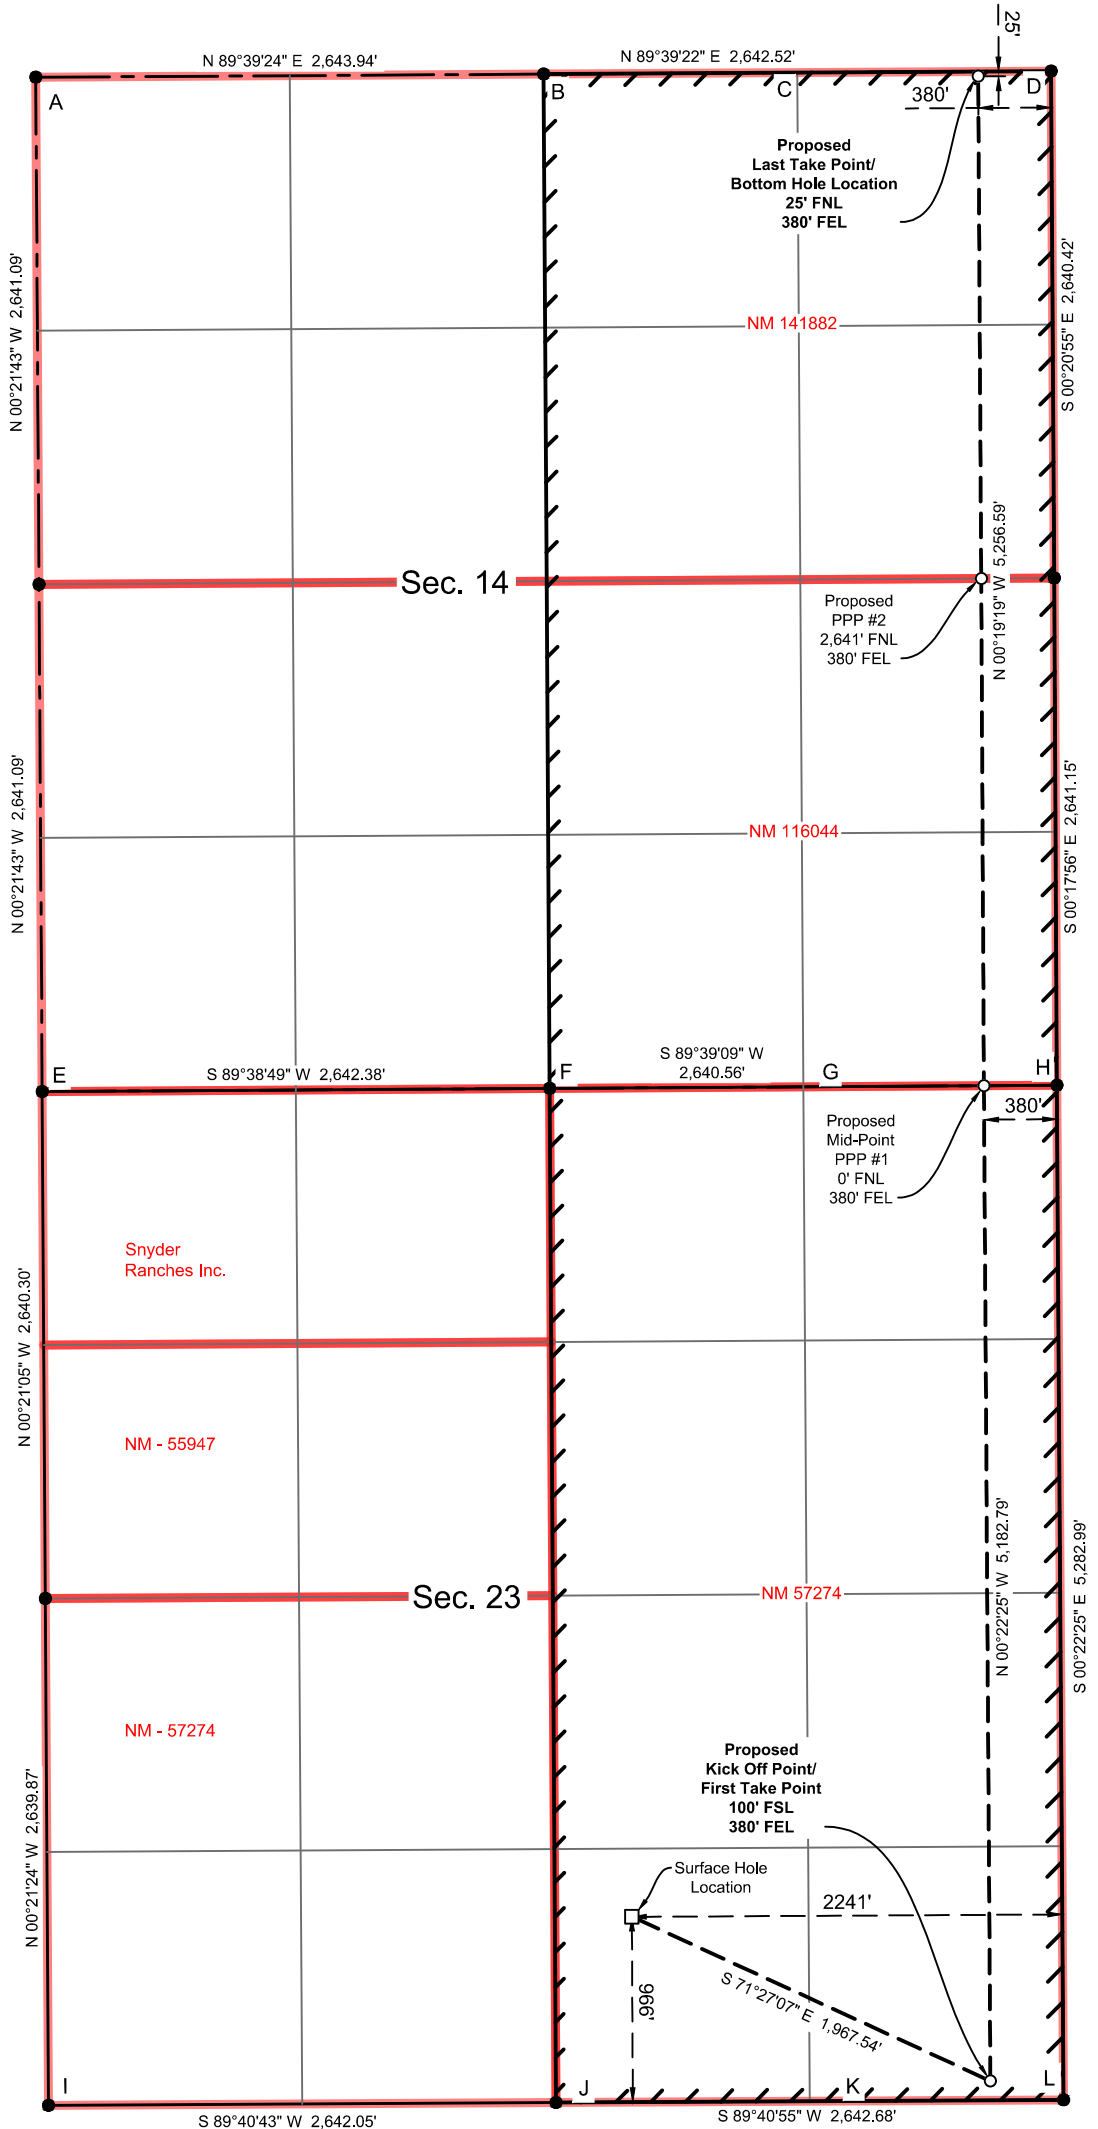 25'
N 89°39'24" E 2,643.94'
N 89°39'22" E 2,642.52'
A
B
C
D
380'
Proposed
Last Take Point/
Bottom Hole Location
25' FNL
380' FEL
N 00°21'43" W 2,641.09'
S 00°20'55" E 2,640.42'
NM 141882
Sec. 14
N 00°19'19" W 5,256.59'
Proposed
PPP #2
2,641' FNL
380' FEL
N 00°21'43" W 2,641.09'
S 00°17'56" E 2,641.15'
NM 116044
E
S 89°38'49" W 2,642.38'
F
S 89°39'09" W
2,640.56'
G
H
380'
Proposed
Mid-Point
PPP #1
0' FNL
380' FEL
Snyder
Ranches Inc.
N 00°21'05" W 2,640.30'
NM - 55947
Sec. 23
NM 57274
N 00°22'25" W 5,182.79'
S 00°22'25" E 5,282.99'
NM - 57274
Proposed
Kick Off Point/
First Take Point
100' FSL
380' FEL
N 00°21'24" W 2,639.87'
Surface Hole
Location
2241'
996'
S 71°27'07" E 1,967.54'
I
J
K
L
S 89°40'43" W 2,642.05'
S 89°40'55" W 2,642.68'